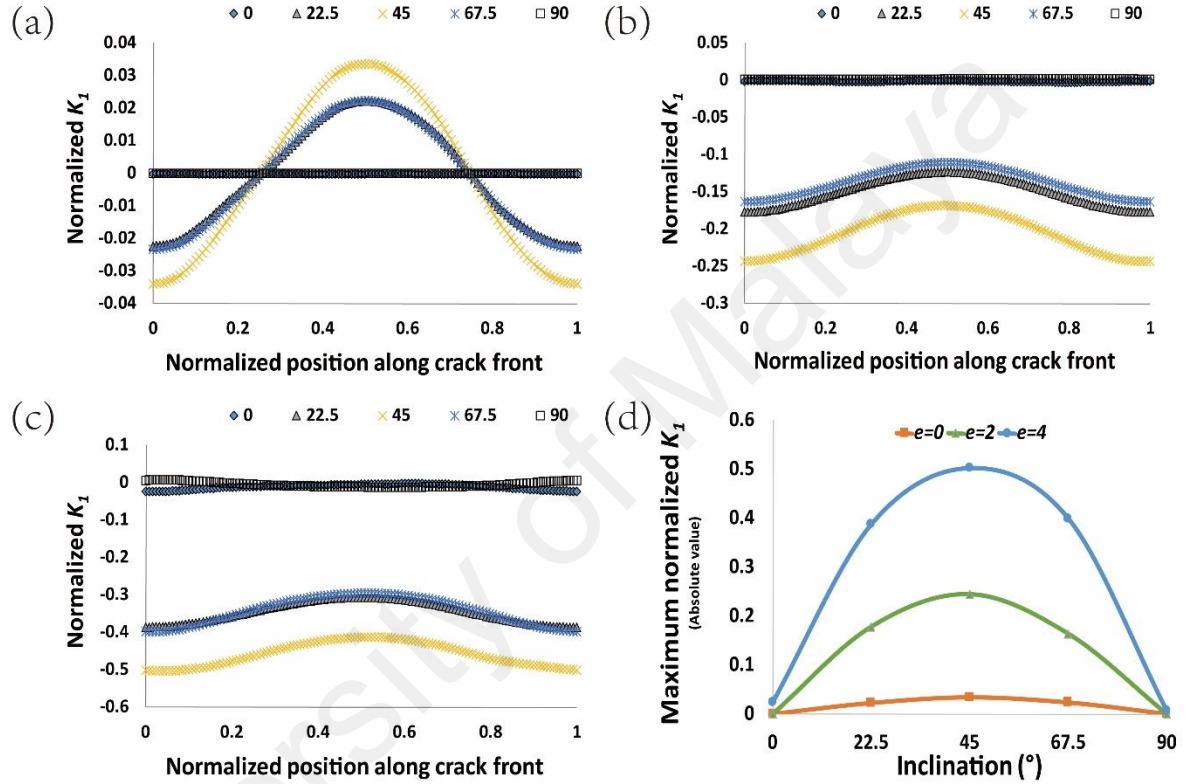 (a)
0 22.5 45 67.5 90
Normalized K1
0.04
0.03
0.02
0.01
0
-0.01
-0.02
-0.03
-0.04
0 0.2 0.4 0.6 0.8 1
Normalized position along crack front
(b)
0 22.5 45 67.5 90
Normalized K1
0.05
0
-0.05
-0.1
-0.15
-0.2
-0.25
-0.3
0 0.2 0.4 0.6 0.8 1
Normalized position along crack front
(c)
0 22.5 45 67.5 90
Normalized K1
0.1
0
-0.1
-0.2
-0.3
-0.4
-0.5
-0.6
0 0.2 0.4 0.6 0.8 1
Normalized position along crack front
(d)
e=0 e=2 e=4
Maximum normalized K1
(Absolute value)
0.6
0.5
0.4
0.3
0.2
0.1
0
0 22.5 45 67.5 90
Inclination (°)
ersity of Malaya